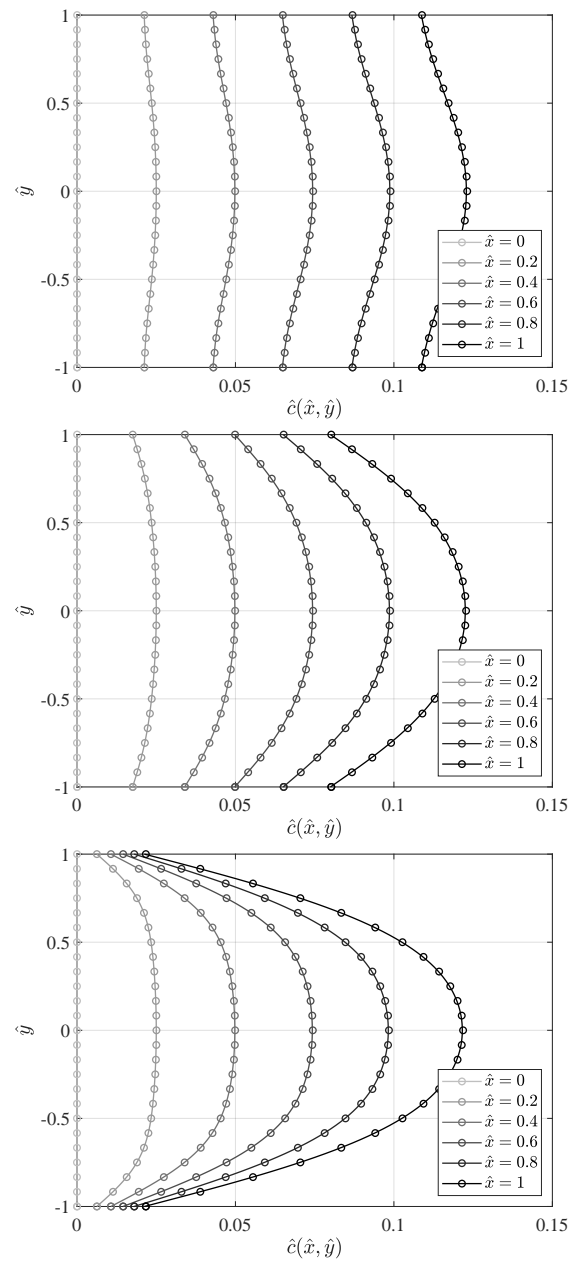 1
0.5
0
-0.5
-1
ŷ
x̂ = 0
x̂ = 0.2
x̂ = 0.4
x̂ = 0.6
x̂ = 0.8
x̂ = 1
0 0.05 0.1 0.15
ĉ(x̂, ŷ)
1
0.5
0
-0.5
-1
ŷ
x̂ = 0
x̂ = 0.2
x̂ = 0.4
x̂ = 0.6
x̂ = 0.8
x̂ = 1
0 0.05 0.1 0.15
ĉ(x̂, ŷ)
1
0.5
0
-0.5
-1
ŷ
x̂ = 0
x̂ = 0.2
x̂ = 0.4
x̂ = 0.6
x̂ = 0.8
x̂ = 1
0 0.05 0.1 0.15
ĉ(x̂, ŷ)